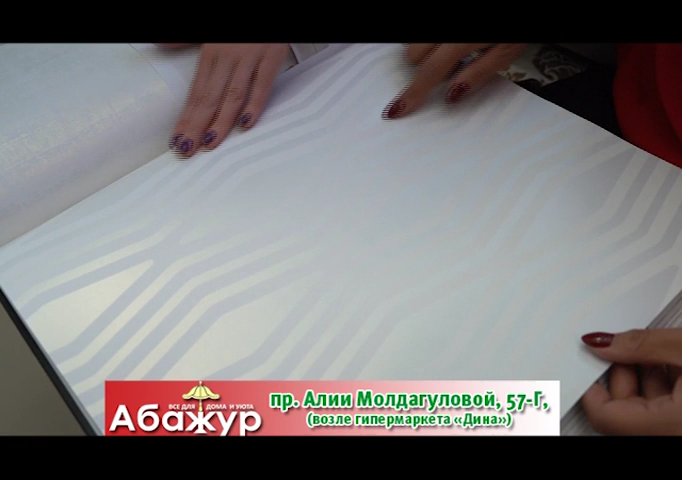 ВСЕ ДЛЯ ДОМА И УЮТА
Абажур
пр. Алии Молдагуловой, 57-Г,
(возле гипермаркета «Дина»)